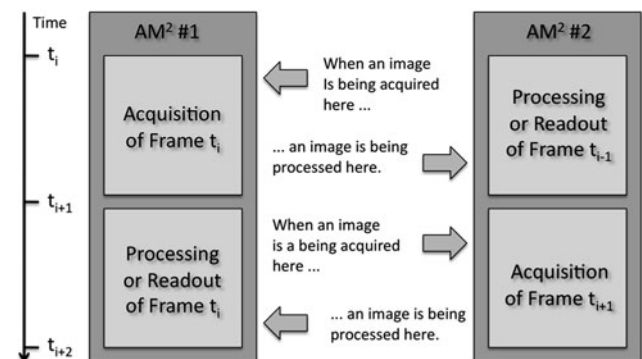 Time
AM² #1
AM² #2
tᵢ
When an image
Is being acquired
here ...
Acquisition
of Frame tᵢ
Processing
or Readout
of Frame tᵢ₋₁
... an image is being
processed here.
tᵢ₊₁
When an image
is a being acquired
here ...
Processing
or Readout
of Frame tᵢ
Acquisition
of Frame tᵢ₊₁
... an image is being
processed here.
tᵢ₊₂